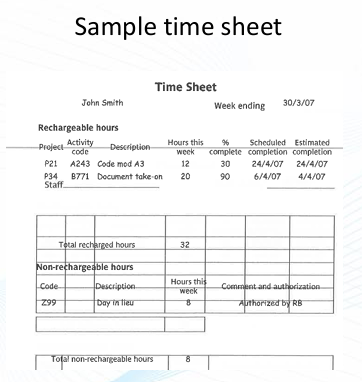 Sample time sheet
Time Sheet
John Smith Week ending 30/3/07
Rechargeable hours
Project Activity code Description Hours this week % complete Scheduled completion Estimated completion
P21 A243 Code mod A3 12 30 24/4/07 24/4/07
P34 B771 Document take-on 20 90 6/4/07 4/4/07
Staff
Total recharged hours 32
Non-rechargeable hours
Code Description Hours this week Comment and authorization
Z99 Day in lieu 8 Authorized by RB
Total non-rechargeable hours 8